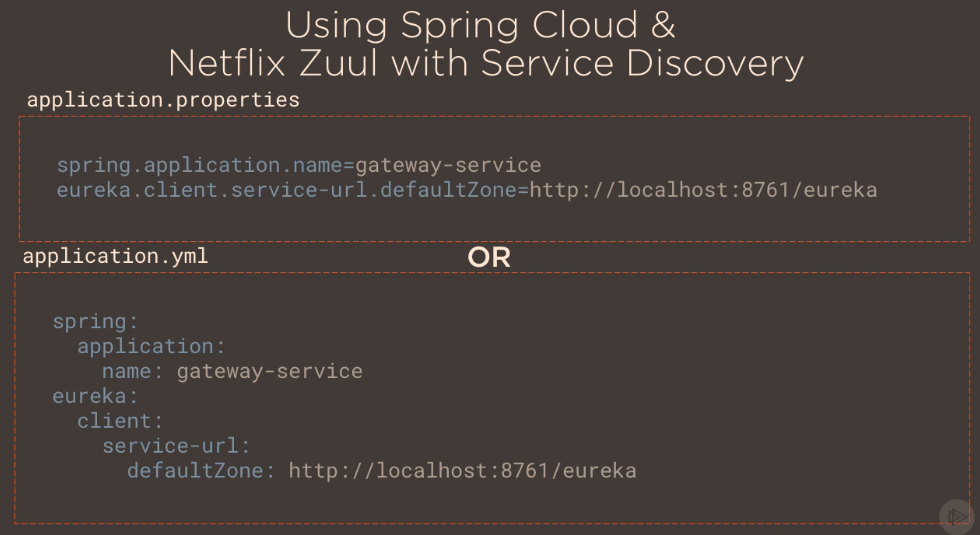 Using Spring Cloud &
Netflix Zuul with Service Discovery
application.properties
spring.application.name=gateway-service
eureka.client.service-url.defaultZone=http://localhost:8761/eureka
application.yml
OR
spring:
  application:
    name: gateway-service
eureka:
  client:
    service-url:
      defaultZone: http://localhost:8761/eureka